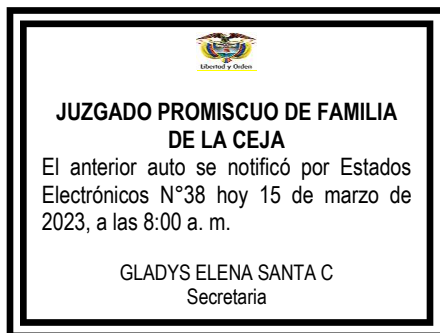 Libertad y Orden
JUZGADO PROMISCUO DE FAMILIA
DE LA CEJA
El anterior auto se notificó por Estados
Electrónicos N°38 hoy 15 de marzo de
2023, a las 8:00 a. m.
GLADYS ELENA SANTA C
Secretaria